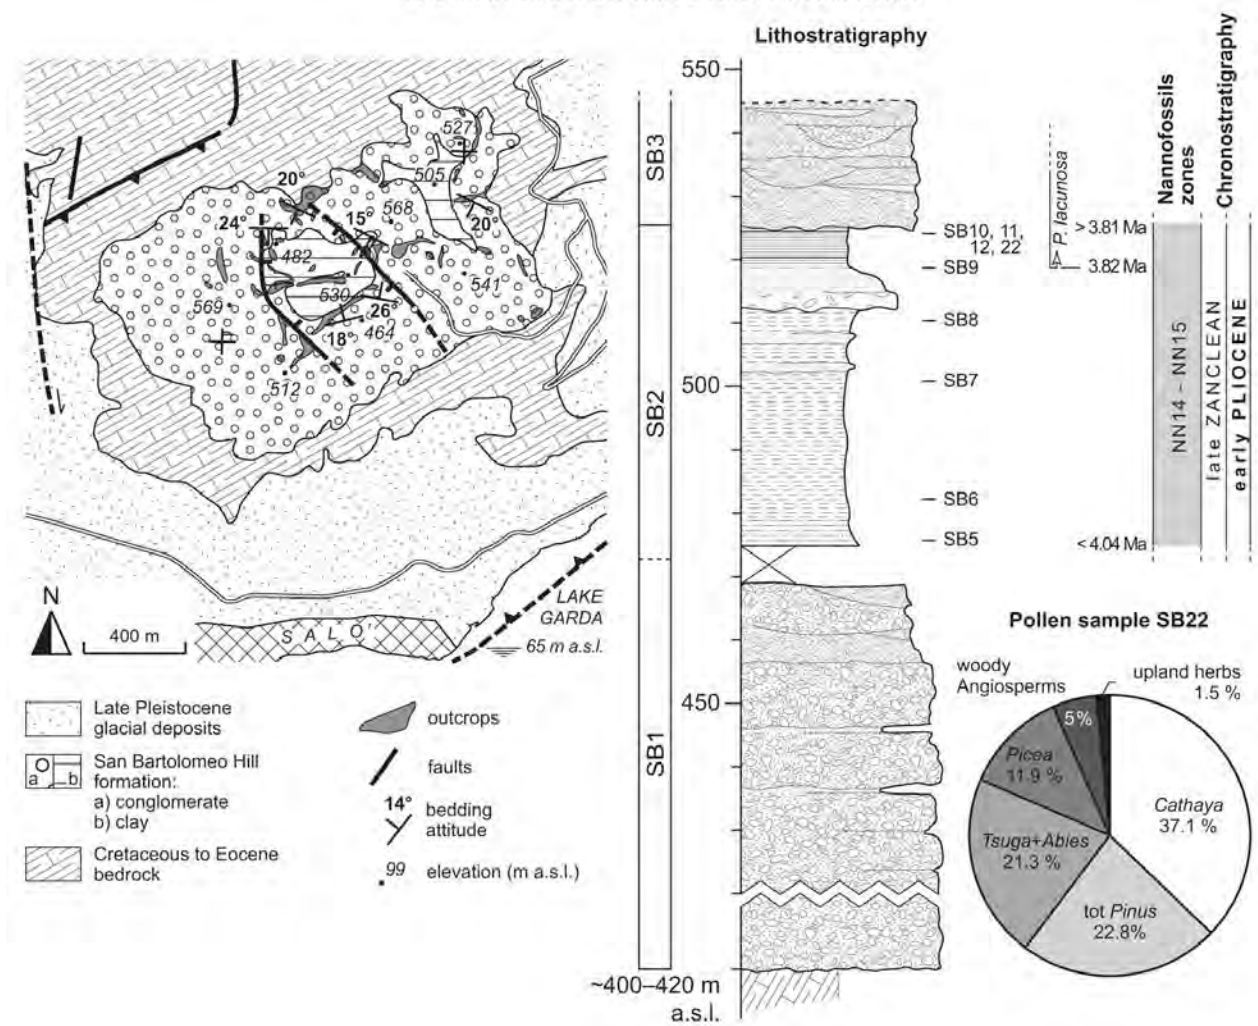 Lithostratigraphy
Nannofossils
zones
Chronostratigraphy
550
500
450
~400–420 m
a.s.l.
SB3
SB2
SB1
SB10, 11,
12, 22
SB9
SB8
SB7
SB6
SB5
P. lacunosa
> 3.81 Ma
3.82 Ma
< 4.04 Ma
NN14 – NN15
late ZANCLEAN
early PLIOCENE
527
505
20°
568
24°
15°
20°
482
541
569
530
26°
464
18°
512
N
400 m
SALO'
LAKE
GARDA
65 m a.s.l.
Late Pleistocene
glacial deposits
a
b
San Bartolomeo Hill
formation:
a) conglomerate
b) clay
Cretaceous to Eocene
bedrock
outcrops
faults
14°
bedding
attitude
99
elevation (m a.s.l.)
Pollen sample SB22
woody
Angiosperms
upland herbs
1.5 %
5%
Picea
11.9 %
Cathaya
37.1 %
Tsuga+Abies
21.3 %
tot Pinus
22.8%